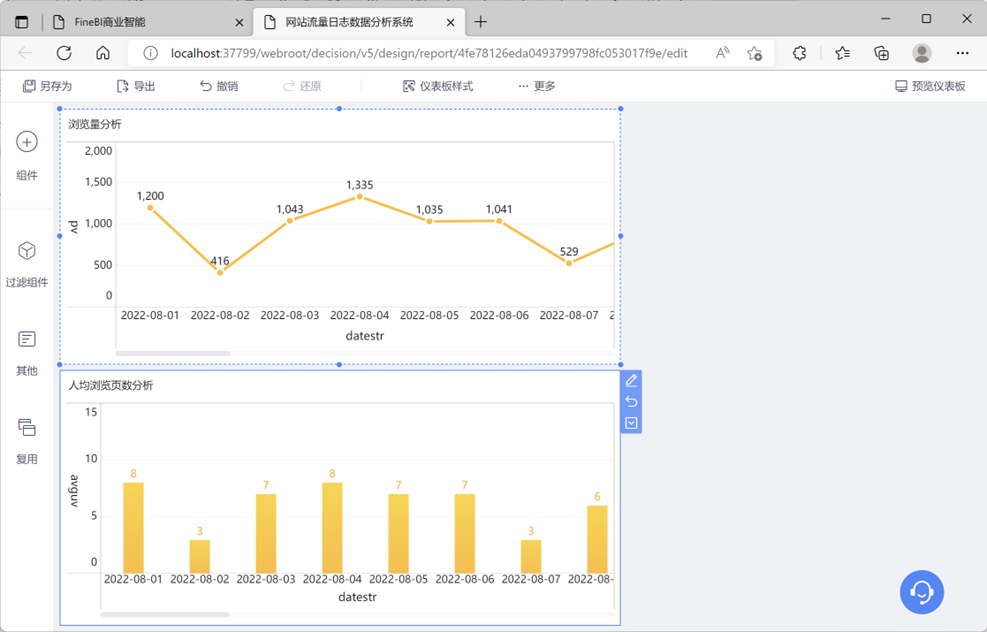 FineBI商业智能
网站流量日志数据分析系统
localhost:37799/webroot/decision/v5/design/report/4fe78126eda0493799798fc053017f9e/edit
另存为 导出 撤销 还原 仪表板样式 更多 预览仪表板
组件
过滤组件
其他
复用
浏览量分析
2,000
1,500
1,000
500
0
pv
1,200
416
1,043
1,335
1,035
1,041
529
2022-08-01 2022-08-02 2022-08-03 2022-08-04 2022-08-05 2022-08-06 2022-08-07 2
datestr
人均浏览页数分析
15
10
5
0
avguv
8 3 7 8 7 7 3 6
2022-08-01 2022-08-02 2022-08-03 2022-08-04 2022-08-05 2022-08-06 2022-08-07 2022-08-
datestr